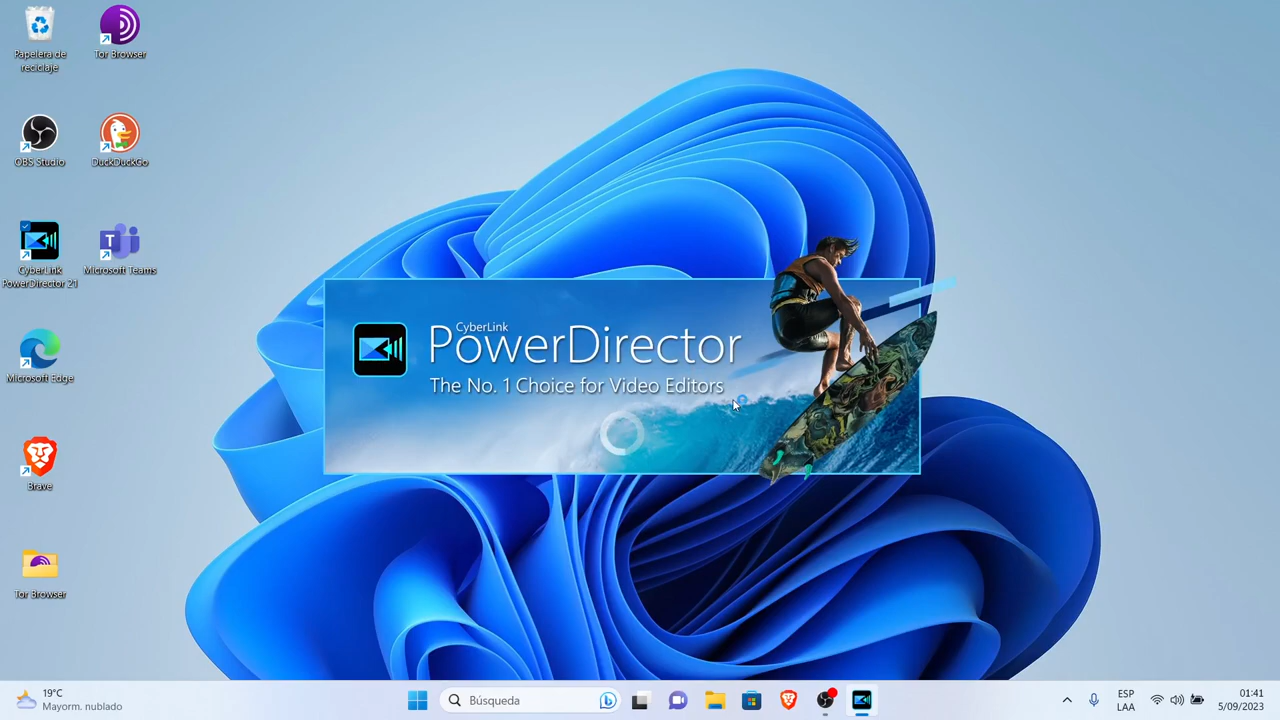 Papelera de
reciclaje
Tor Browser
OBS Studio
DuckDuckGo
CyberLink
PowerDirector 21
Microsoft Teams
Microsoft Edge
Brave
Tor Browser
CyberLink
PowerDirector
The No. 1 Choice for Video Editors
19°C
Mayorm. nublado
Búsqueda
ESP
LAA
01:41
5/09/2023